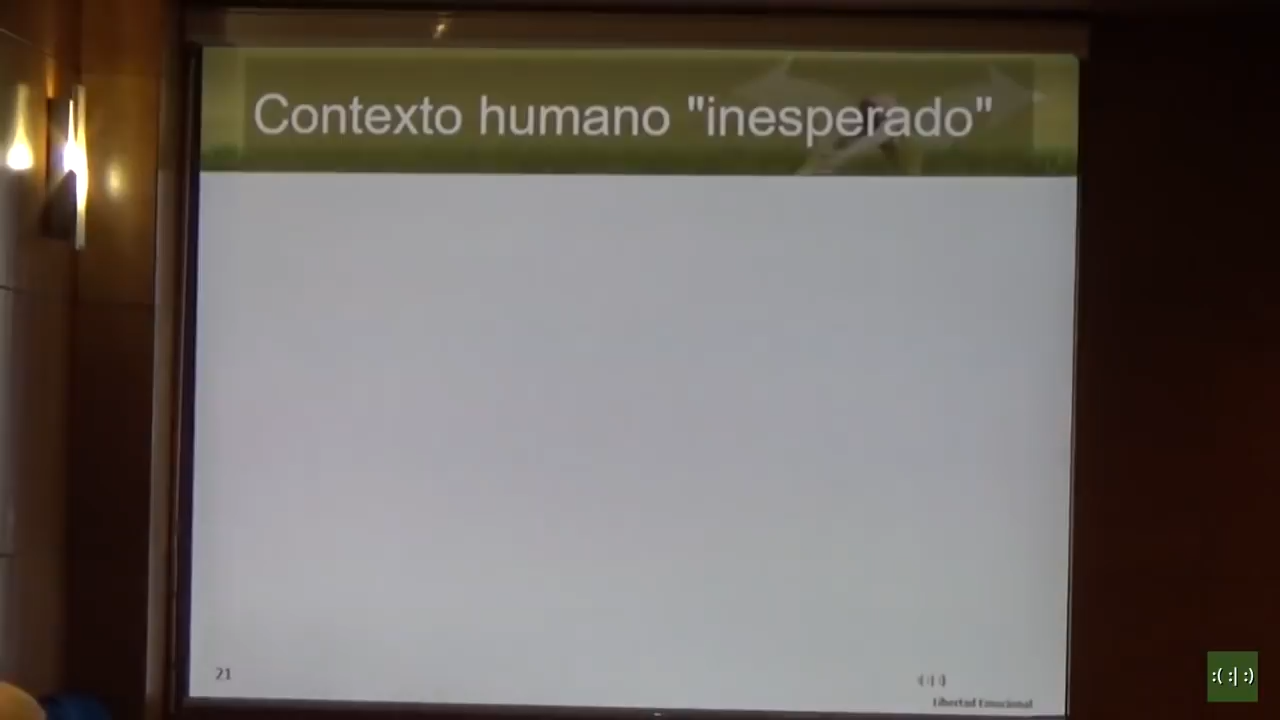 Contexto humano "inesperado"
21
:( :| :)
Libertad Emocional
:( :| :)